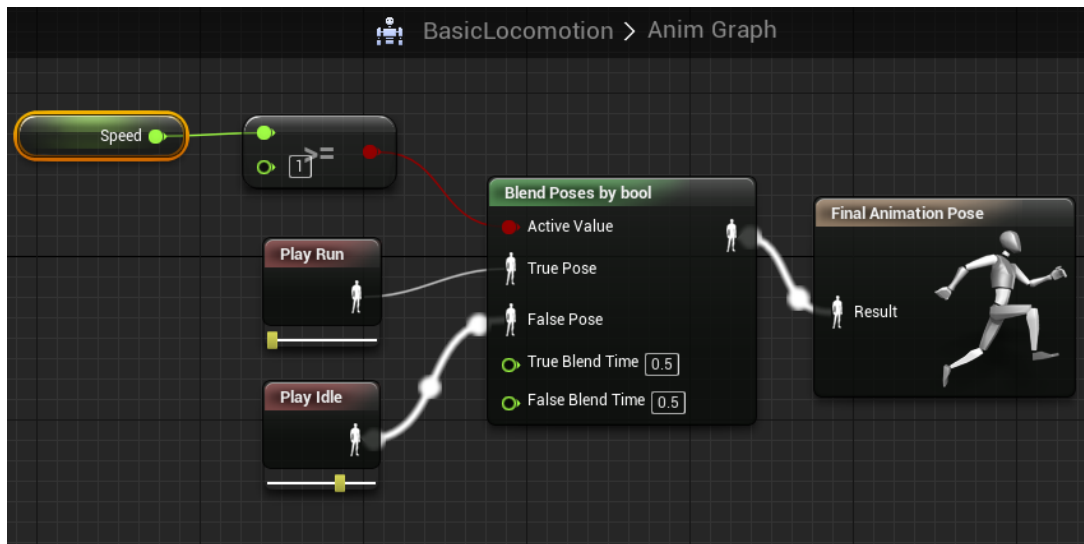 BasicLocomotion > Anim Graph
Speed
>=
1
Blend Poses by bool
Active Value
True Pose
False Pose
True Blend Time 0.5
False Blend Time 0.5
Play Run
Play Idle
Final Animation Pose
Result